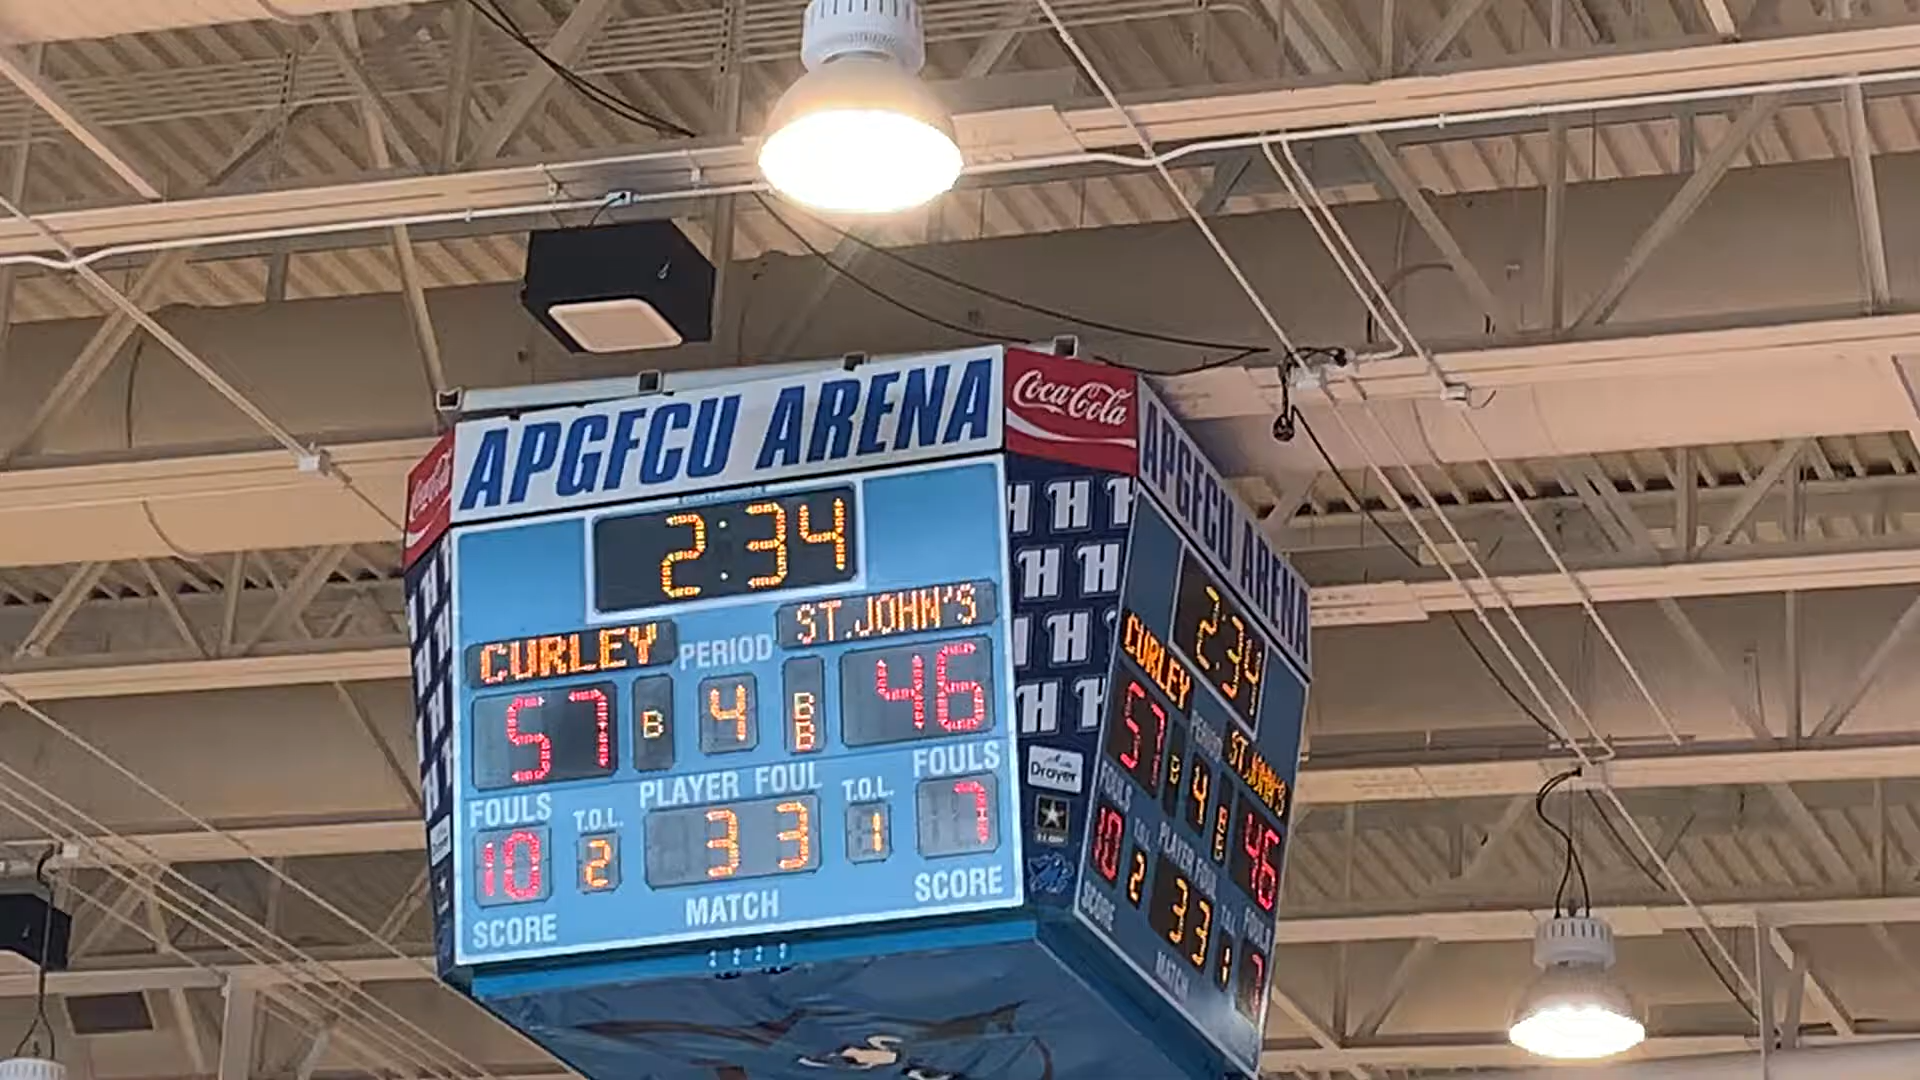 APGFCU ARENA
Coca-Cola
2:34
CURLEY PERIOD ST.JOHN'S
57 B 4 B B 46
FOULS PLAYER FOUL T.O.L. FOULS
T.O.L.
10 2 3 3 1 7
SCORE MATCH SCORE
H H H
H H
H H
H H
Drayer
Coca-Cola
APGFCU ARENA
2:34
CURLEY
57 PERIOD ST.JOHN'S
4 B B 46
FOULS T.O.L. PLAYER FOUL T.O.L. FOULS
10 2 33 1 7
SCORE MATCH